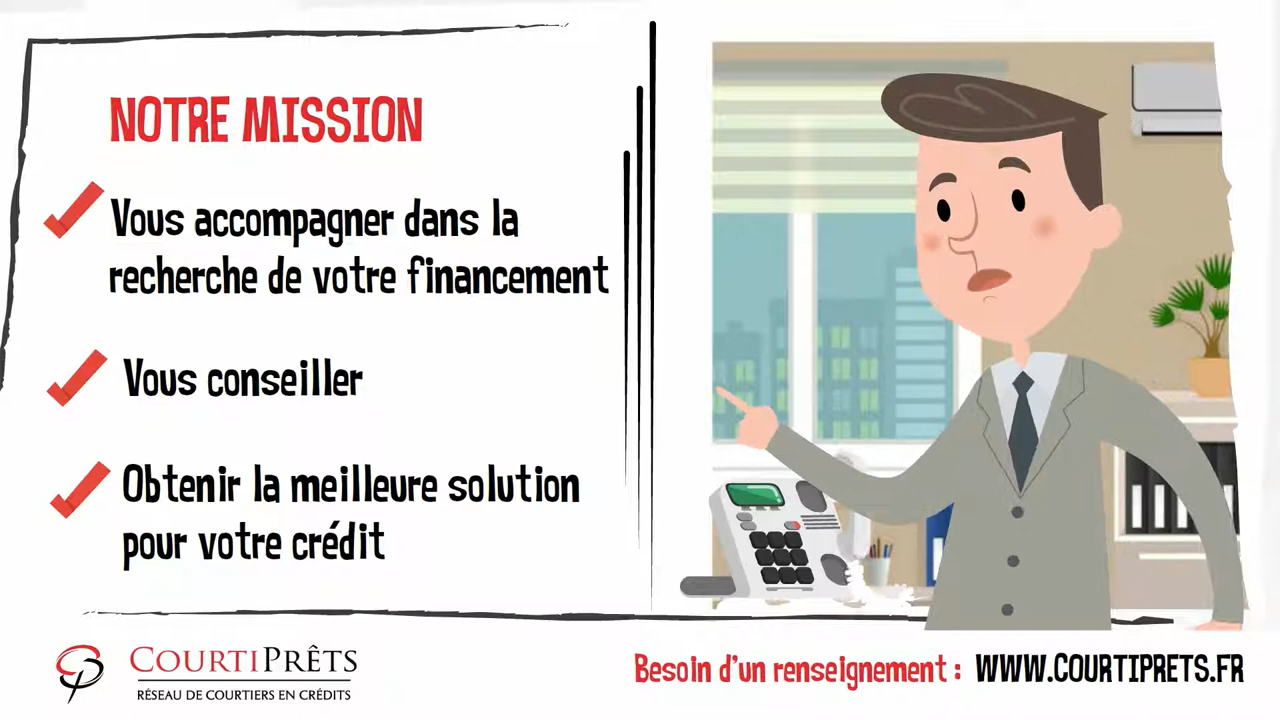 NOTRE MISSION
Vous accompagner dans la
recherche de votre financement
Vous conseiller
Obtenir la meilleure solution
pour votre crédit
COURTIPRÊTS
RÉSEAU DE COURTIERS EN CRÉDITS
Besoin d'un renseignement : WWW.COURTIPRETS.FR